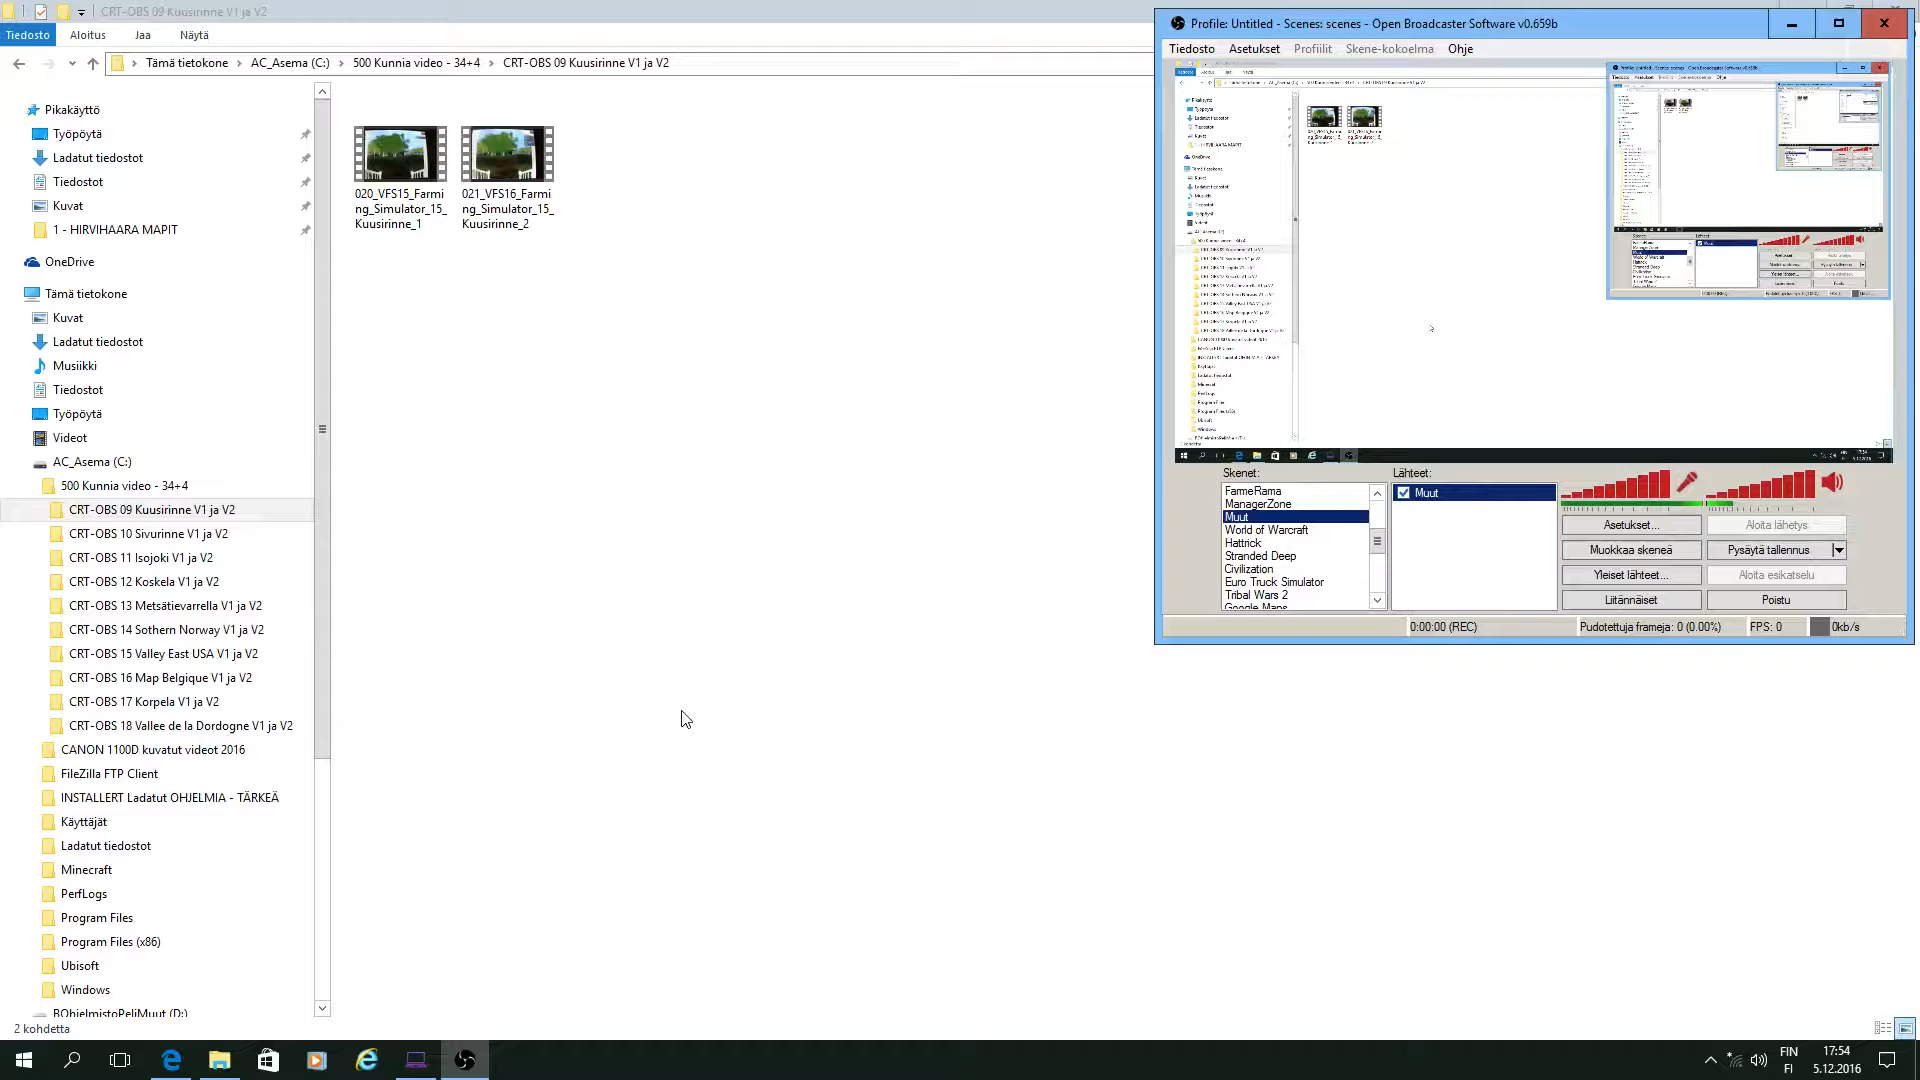 CRT-OBS 09 Kuusirinne V1 ja V2
Tiedosto
Aloitus
Jaa
Näytä
Tämä tietokone
AC_Asema (C:)
500 Kunnia video - 34+4
CRT-OBS 09 Kuusirinne V1 ja V2
Pikakäyttö
Työpöytä
Ladatut tiedostot
Tiedostot
Kuvat
1 - HIRVIHAARA MAPIT
OneDrive
Tämä tietokone
Kuvat
Ladatut tiedostot
Musiikki
Tiedostot
Työpöytä
Videot
AC_Asema (C:)
500 Kunnia video - 34+4
CRT-OBS 09 Kuusirinne V1 ja V2
CRT-OBS 10 Sivurinne V1 ja V2
CRT-OBS 11 Isojoki V1 ja V2
CRT-OBS 12 Koskela V1 ja V2
CRT-OBS 13 Metsätievarrella V1 ja V2
CRT-OBS 14 Sothern Norway V1 ja V2
CRT-OBS 15 Valley East USA V1 ja V2
CRT-OBS 16 Map Belgique V1 ja V2
CRT-OBS 17 Korpela V1 ja V2
CRT-OBS 18 Vallee de la Dordogne V1 ja V2
CANON 1100D kuvatut videot 2016
FileZilla FTP Client
INSTALLERT Ladatut OHJELMIA - TÄRKEÄ
Käyttäjät
Ladatut tiedostot
Minecraft
PerfLogs
Program Files
Program Files (x86)
Ubisoft
Windows
BOhjelmistoPeliMuut (D:)
2 kohdetta
020_VFS15_Farmi
ng_Simulator_15_
Kuusirinne_1
021_VFS16_Farmi
ng_Simulator_15_
Kuusirinne_2
Profile: Untitled - Scenes: scenes - Open Broadcaster Software v0.659b
Tiedosto
Asetukset
Profiilit
Skene-kokoelma
Ohje
Skenet:
FarmeRama
ManagerZone
Muut
World of Warcraft
Hattrick
Stranded Deep
Civilization
Euro Truck Simulator
Tribal Wars 2
Google Maps
Lähteet:
Muut
Asetukset...
Aloita lähetys
Muokkaa skeneä
Pysäytä tallennus
Yleiset lähteet...
Aloita esikatselu
Liitännäiset
Poistu
0:00:00 (REC)
Pudotettuja frameja: 0 (0.00%)
FPS: 0
0kb/s
FIN
FI
17:54
5.12.2016